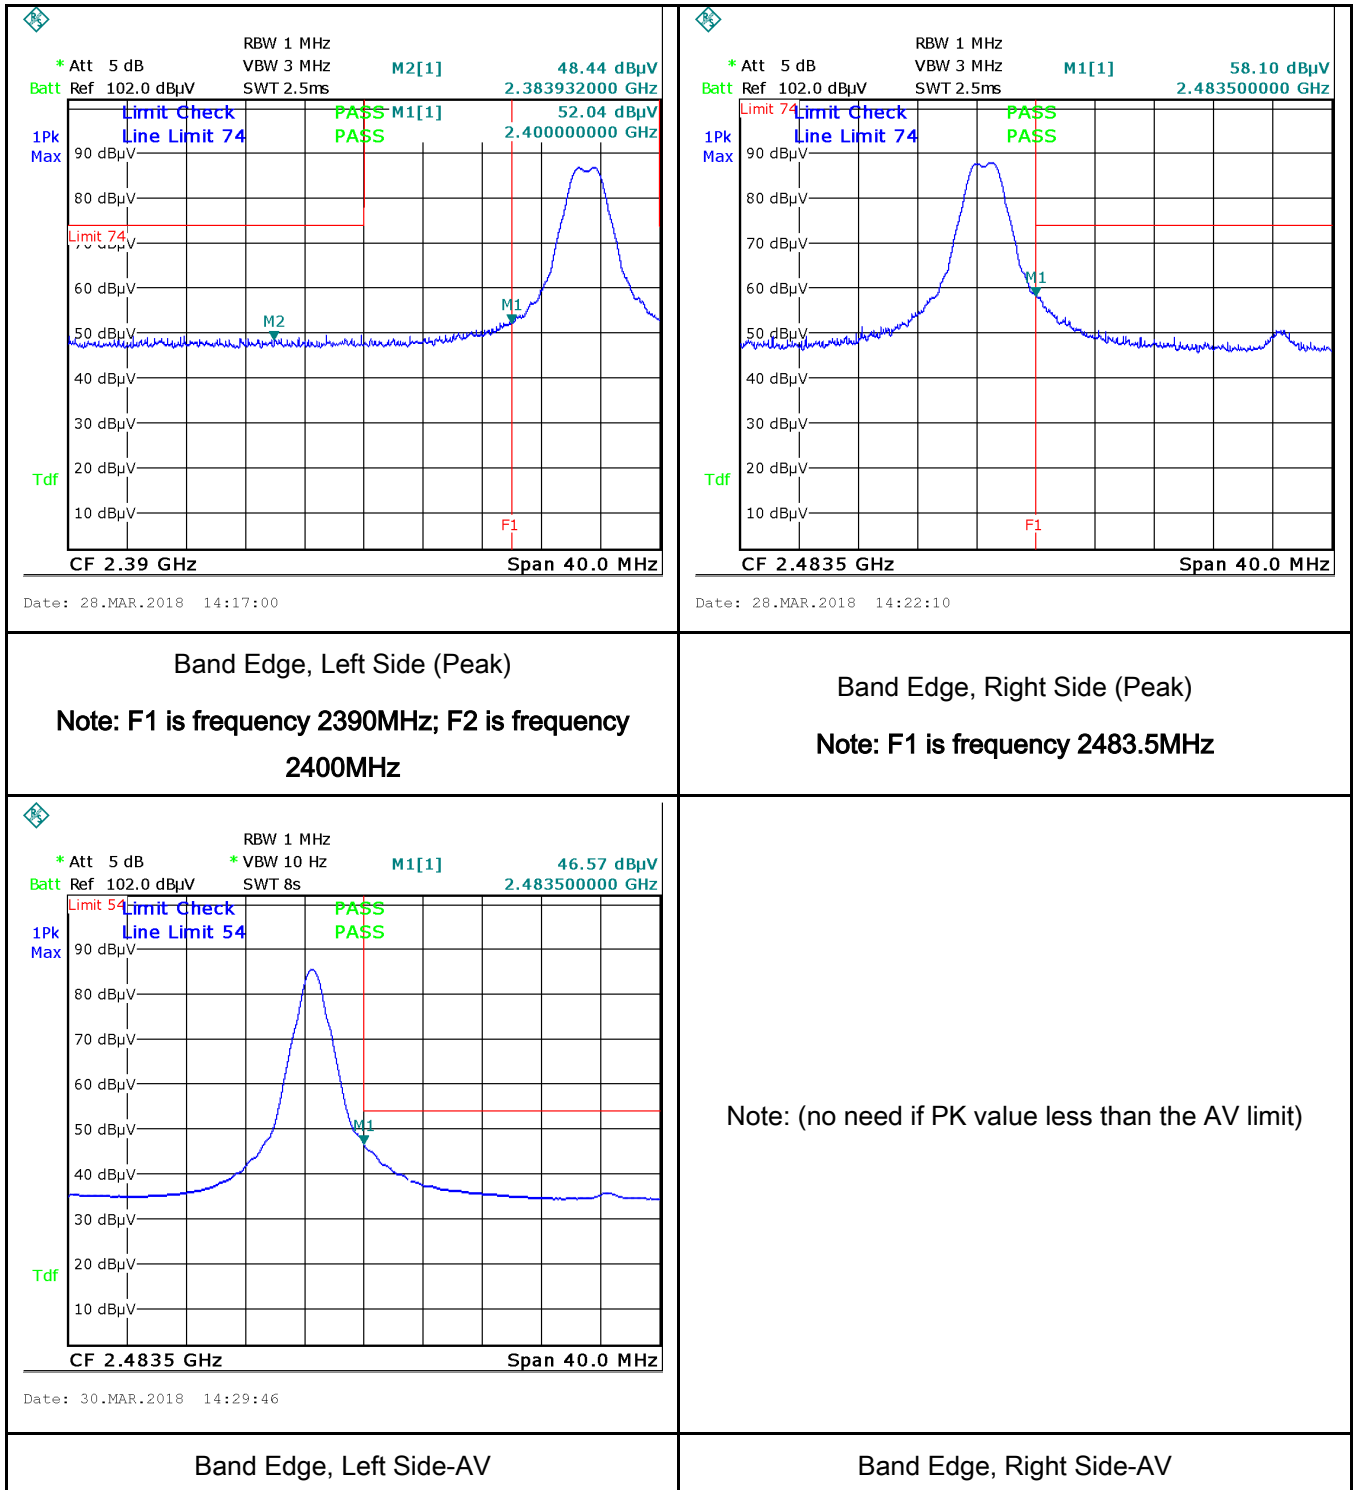 RBW 1 MHz
* Att 5 dB VBW 3 MHz M2[1] 48.44 dBµV
Batt Ref 102.0 dBµV SWT 2.5ms 2.383932000 GHz
Limit Check PASS M1[1] 52.04 dBµV
1Pk Line Limit 74 PASS 2.400000000 GHz
Max
90 dBµV
80 dBµV
Limit 74
70 dBµV
60 dBµV
M1
M2
50 dBµV
40 dBµV
30 dBµV
20 dBµV
Tdf
10 dBµV
F1
CF 2.39 GHz Span 40.0 MHz
Date: 28.MAR.2018 14:17:00
RBW 1 MHz
* Att 5 dB VBW 3 MHz M1[1] 58.10 dBµV
Batt Ref 102.0 dBµV SWT 2.5ms 2.483500000 GHz
Limit 74 Limit Check PASS
1Pk Line Limit 74 PASS
Max
90 dBµV
80 dBµV
70 dBµV
60 dBµV
M1
50 dBµV
40 dBµV
30 dBµV
20 dBµV
Tdf
10 dBµV
F1
CF 2.4835 GHz Span 40.0 MHz
Date: 28.MAR.2018 14:22:10
Band Edge, Left Side (Peak)
Note: F1 is frequency 2390MHz; F2 is frequency
2400MHz
Band Edge, Right Side (Peak)
Note: F1 is frequency 2483.5MHz
RBW 1 MHz
* Att 5 dB * VBW 10 Hz M1[1] 46.57 dBµV
Batt Ref 102.0 dBµV SWT 8s 2.483500000 GHz
Limit 54 Limit Check PASS
1Pk Line Limit 54 PASS
Max
90 dBµV
80 dBµV
70 dBµV
60 dBµV
50 dBµV
M1
40 dBµV
30 dBµV
20 dBµV
Tdf
10 dBµV
CF 2.4835 GHz Span 40.0 MHz
Date: 30.MAR.2018 14:29:46
Note: (no need if PK value less than the AV limit)
Band Edge, Left Side-AV
Band Edge, Right Side-AV